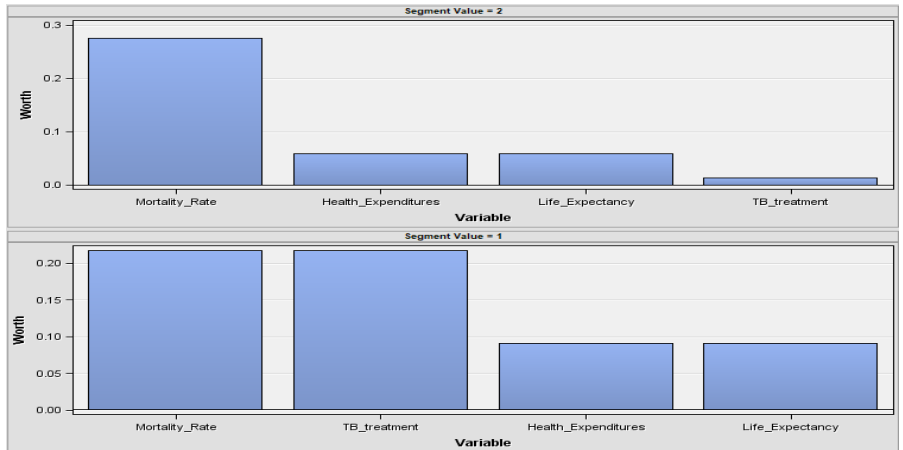 Segment Value = 2
0.3
0.2
0.1
0.0
Worth
Mortality_Rate Health_Expenditures Life_Expectancy TB_treatment
Variable
Segment Value = 1
0.20
0.15
0.10
0.05
0.00
Worth
Mortality_Rate TB_treatment Health_Expenditures Life_Expectancy
Variable